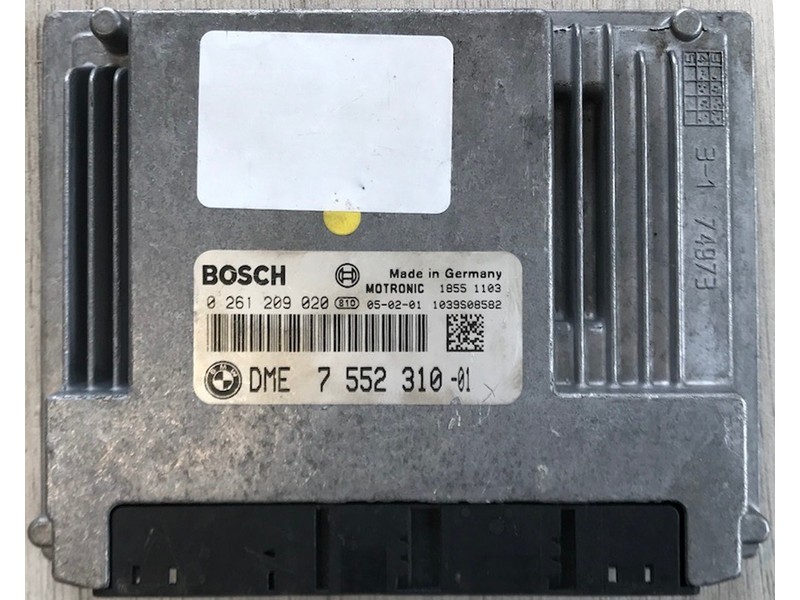 BOSCH
Made in Germany
MOTRONIC 1855 1103
0 261 209 020 810 05-02-01 1039S08582
BMW
DME 7 552 310 -01
3-1 74973